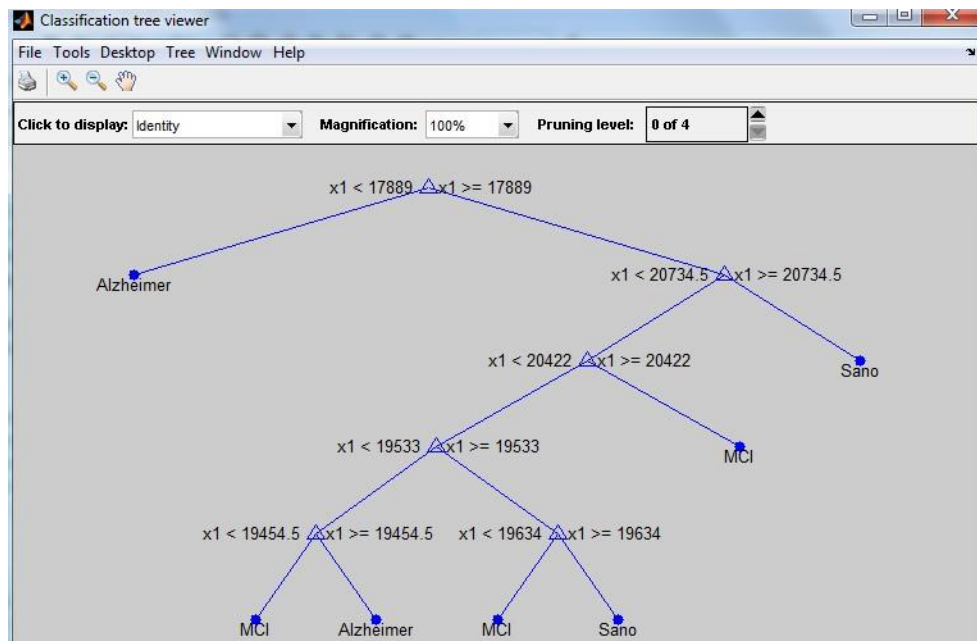 Classification tree viewer
File Tools Desktop Tree Window Help
Click to display: Identity Magnification: 100% Pruning level: 0 of 4
x1 < 17889 x1 >= 17889
Alzheimer
x1 < 20734.5 x1 >= 20734.5
x1 < 20422 x1 >= 20422
Sano
x1 < 19533 x1 >= 19533
MCI
x1 < 19454.5 x1 >= 19454.5 x1 < 19634 x1 >= 19634
MCI Alzheimer MCI Sano